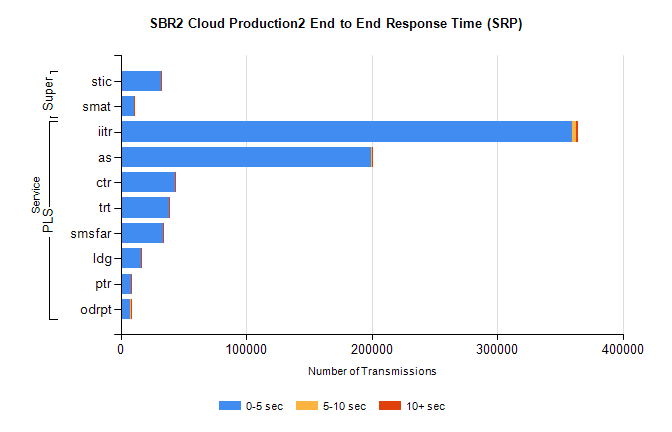 SBR2 Cloud Production2 End to End Response Time (SRP)
Super
stic
smat
Service
PLS
iitr
as
ctr
trt
smsfar
ldg
ptr
odrpt
0 100000 200000 300000 400000
Number of Transmissions
0-5 sec 5-10 sec 10+ sec